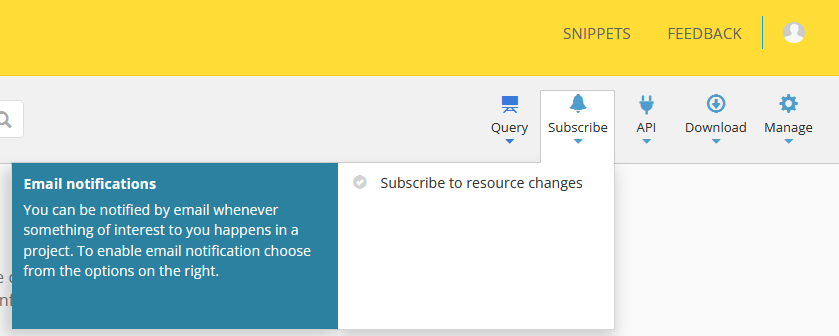 SNIPPETS FEEDBACK
Query Subscribe API Download Manage
Email notifications
You can be notified by email whenever
something of interest to you happens in a
project. To enable email notification choose
from the options on the right.
Subscribe to resource changes